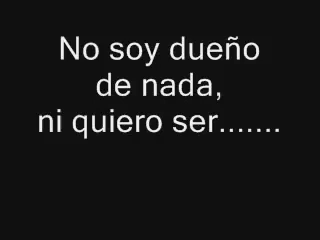 No soy dueño
de nada,
ni quiero ser.......